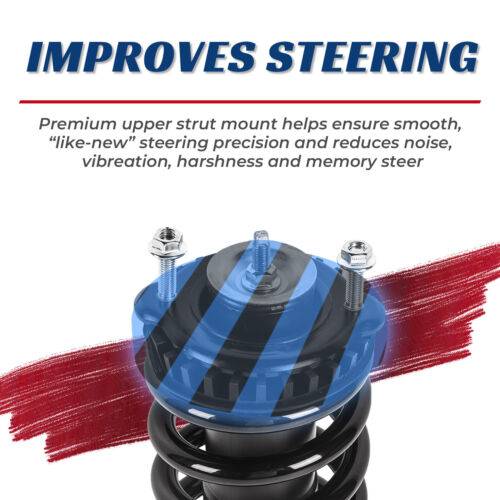 IMPROVES STEERING
Premium upper strut mount helps ensure smooth,
“like-new” steering precision and reduces noise,
vibreation, harshness and memory steer